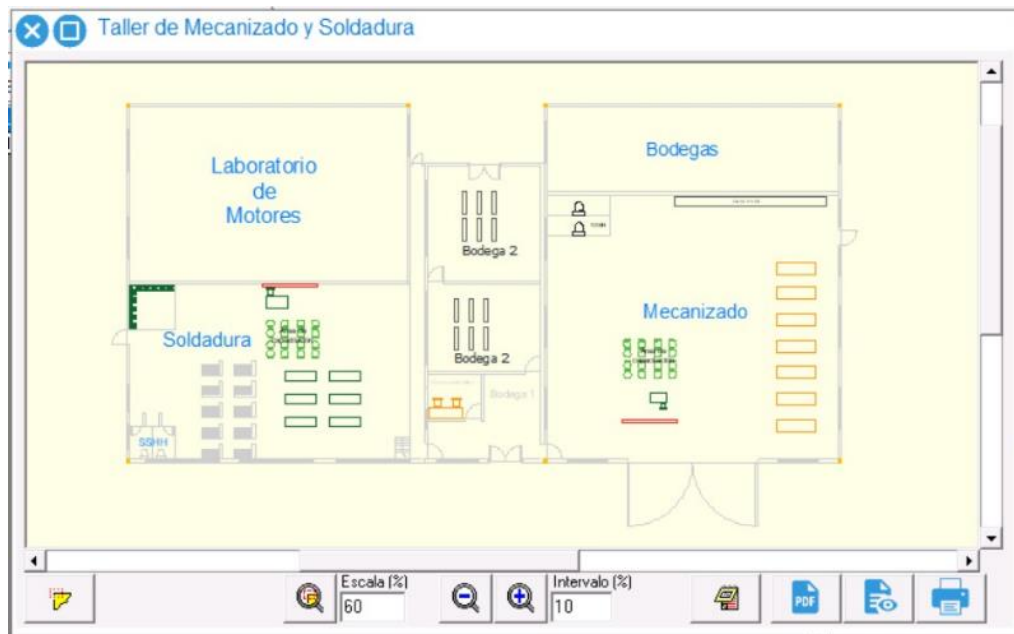 Taller de Mecanizado y Soldadura
Laboratorio
de
Motores
Bodegas
Bodega 2
Mecanizado
Soldadura
Bodega 2
Bodega 1
SSHH
Escala (%)
60
Intervalo (%)
10
PDF